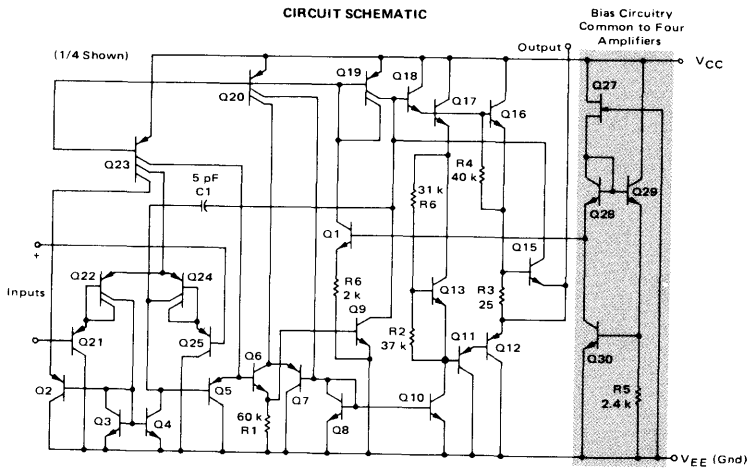 CIRCUIT SCHEMATIC
Bias Circuitry
Common to Four
Amplifiers
(1/4 Shown)
Output
VCC
Q19
Q18
Q17
Q16
Q20
Q27
Q23
5 pF
C1
31 k
R6
R4
40 k
Q28
Q29
Q1
+
Q22
Q24
Q15
R6
2 k
Q9
Q13
R3
25
Inputs
Q21
Q25
R2
37 k
Q11
Q12
Q30
Q2
Q5
Q6
Q7
Q10
R5
2.4 k
Q3
Q4
60 k
R1
Q8
VEE (Gnd)